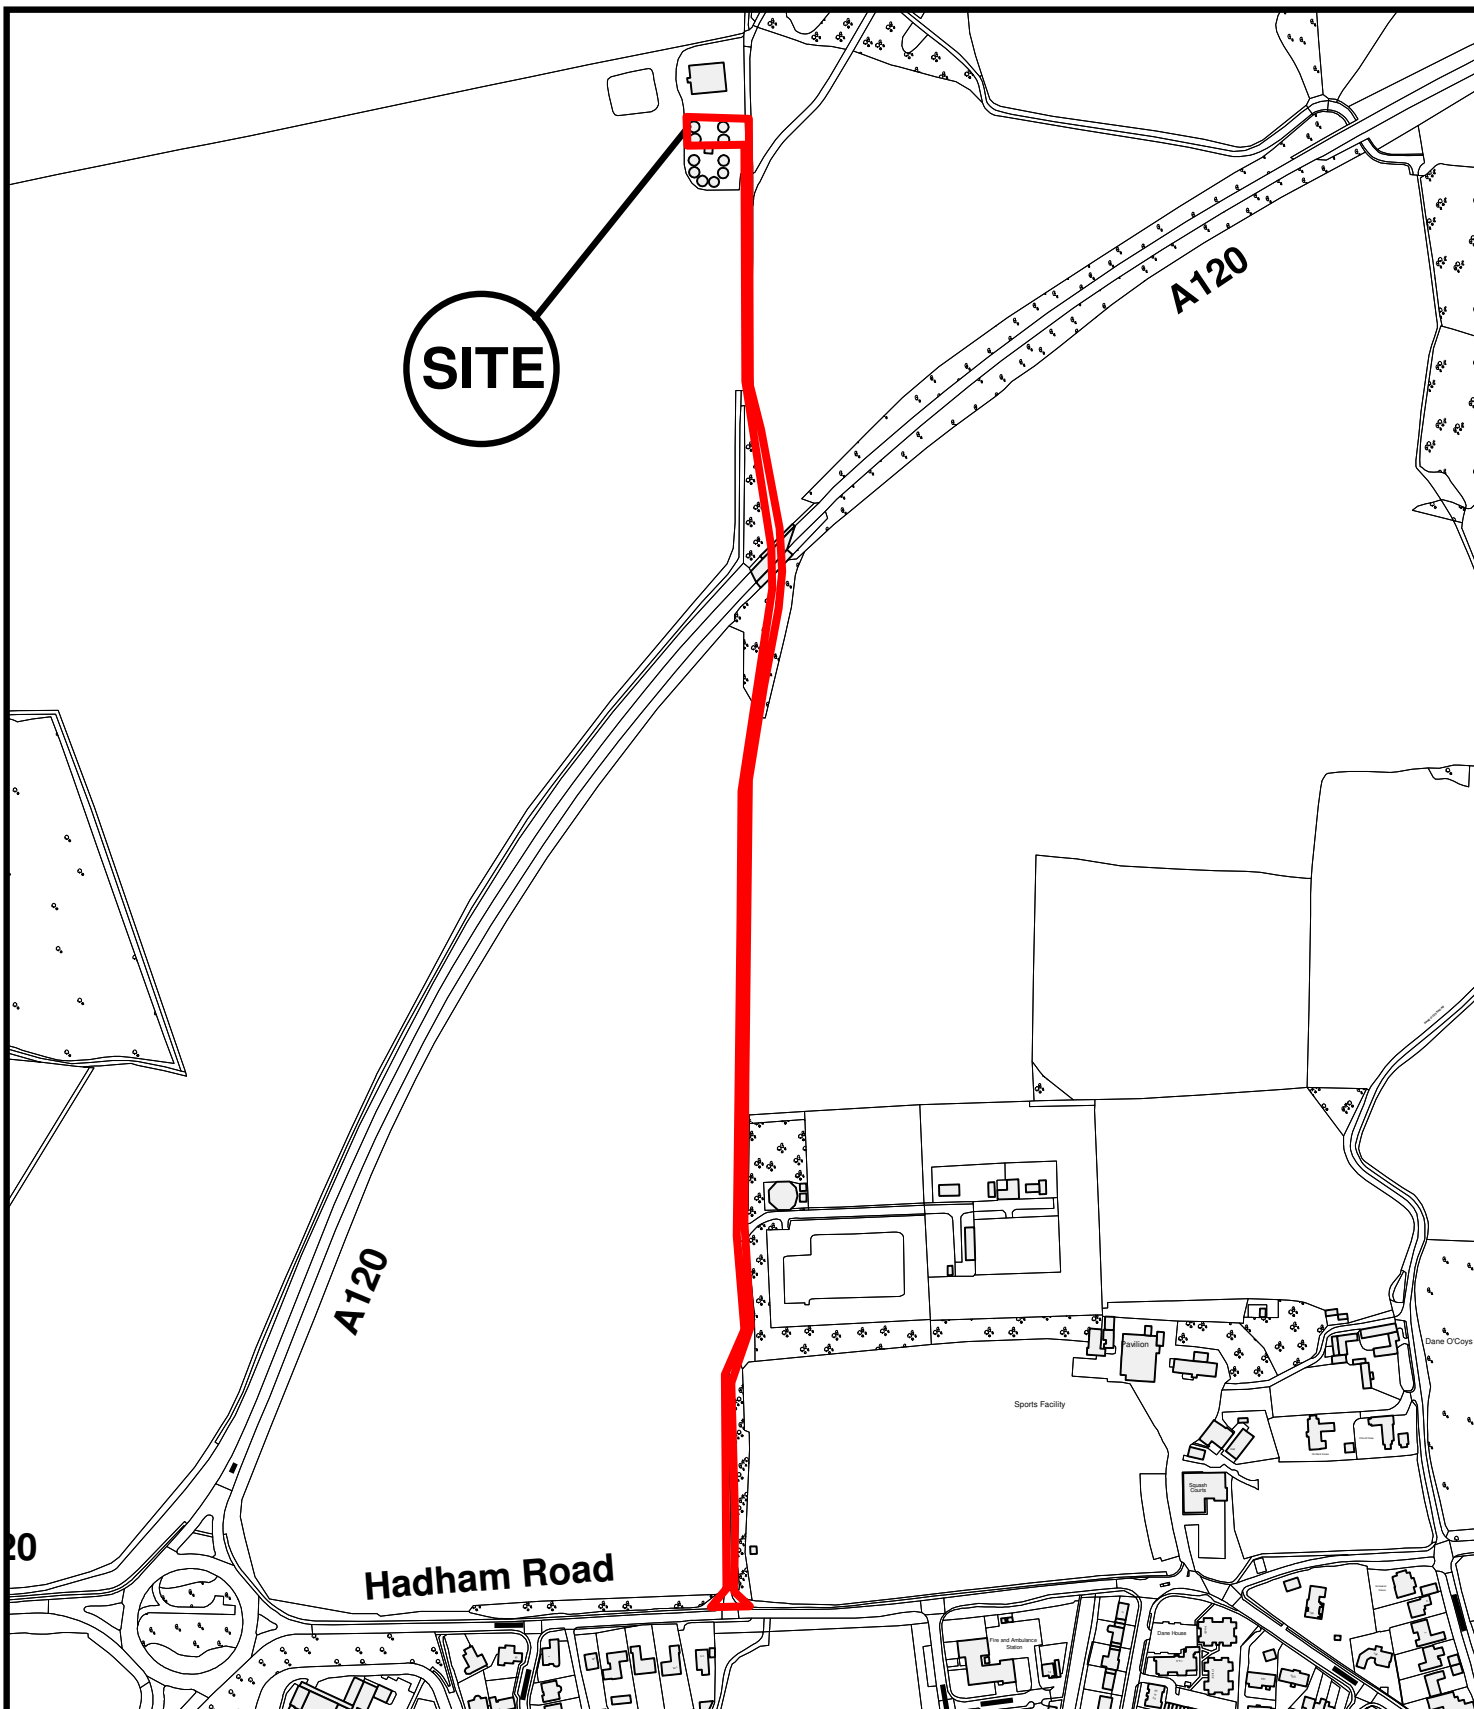 A120
SITE
A120
Dane O'Coys
Pavilion
Sports Facility
Squash
Courts
20
Hadham Road
Dane House
Fire and Ambulance
Station